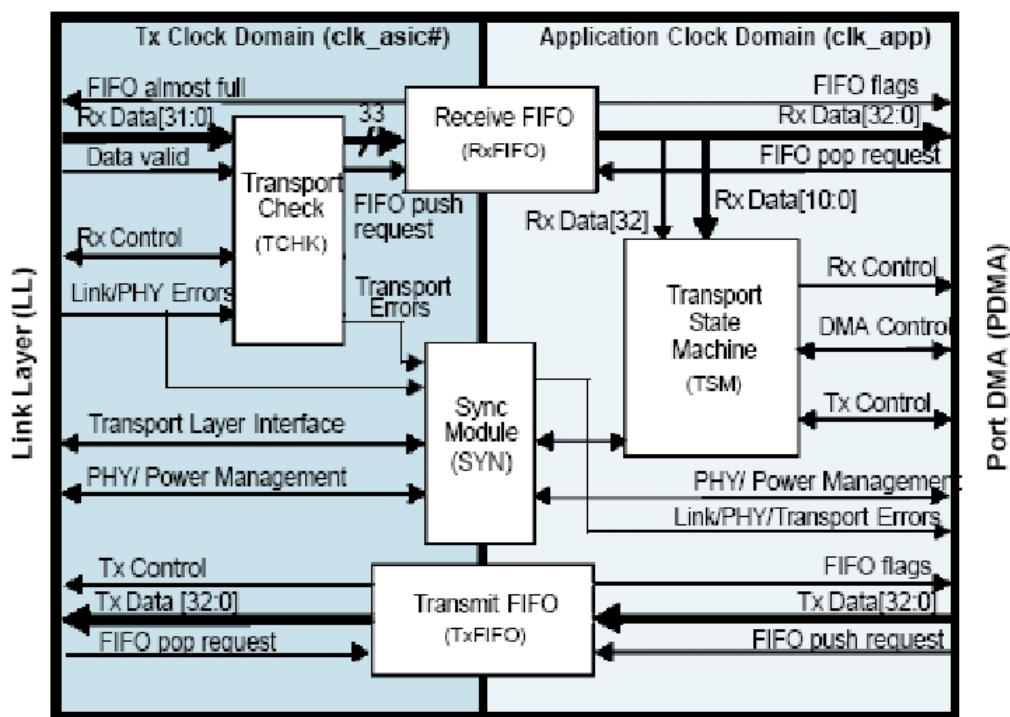 Tx Clock Domain (clk_asic#)
Application Clock Domain (clk_app)
FIFO almost full
Rx Data[31:0]
Data valid
33
Transport
Check
(TCHK)
FIFO push
request
Rx Control
Link/PHY Errors
Transport
Errors
Receive FIFO
(RxFIFO)
FIFO flags
Rx Data[32:0]
FIFO pop request
Rx Data[32]
Rx Data[10:0]
Transport
State
Machine
(TSM)
Rx Control
DMA Control
Tx Control
Link Layer (LL)
Port DMA (PDMA)
Transport Layer Interface
PHY/ Power Management
Sync
Module
(SYN)
PHY/ Power Management
Link/PHY/Transport Errors
Tx Control
Tx Data [32:0]
FIFO pop request
Transmit FIFO
(TxFIFO)
FIFO flags
Tx Data[32:0]
FIFO push request